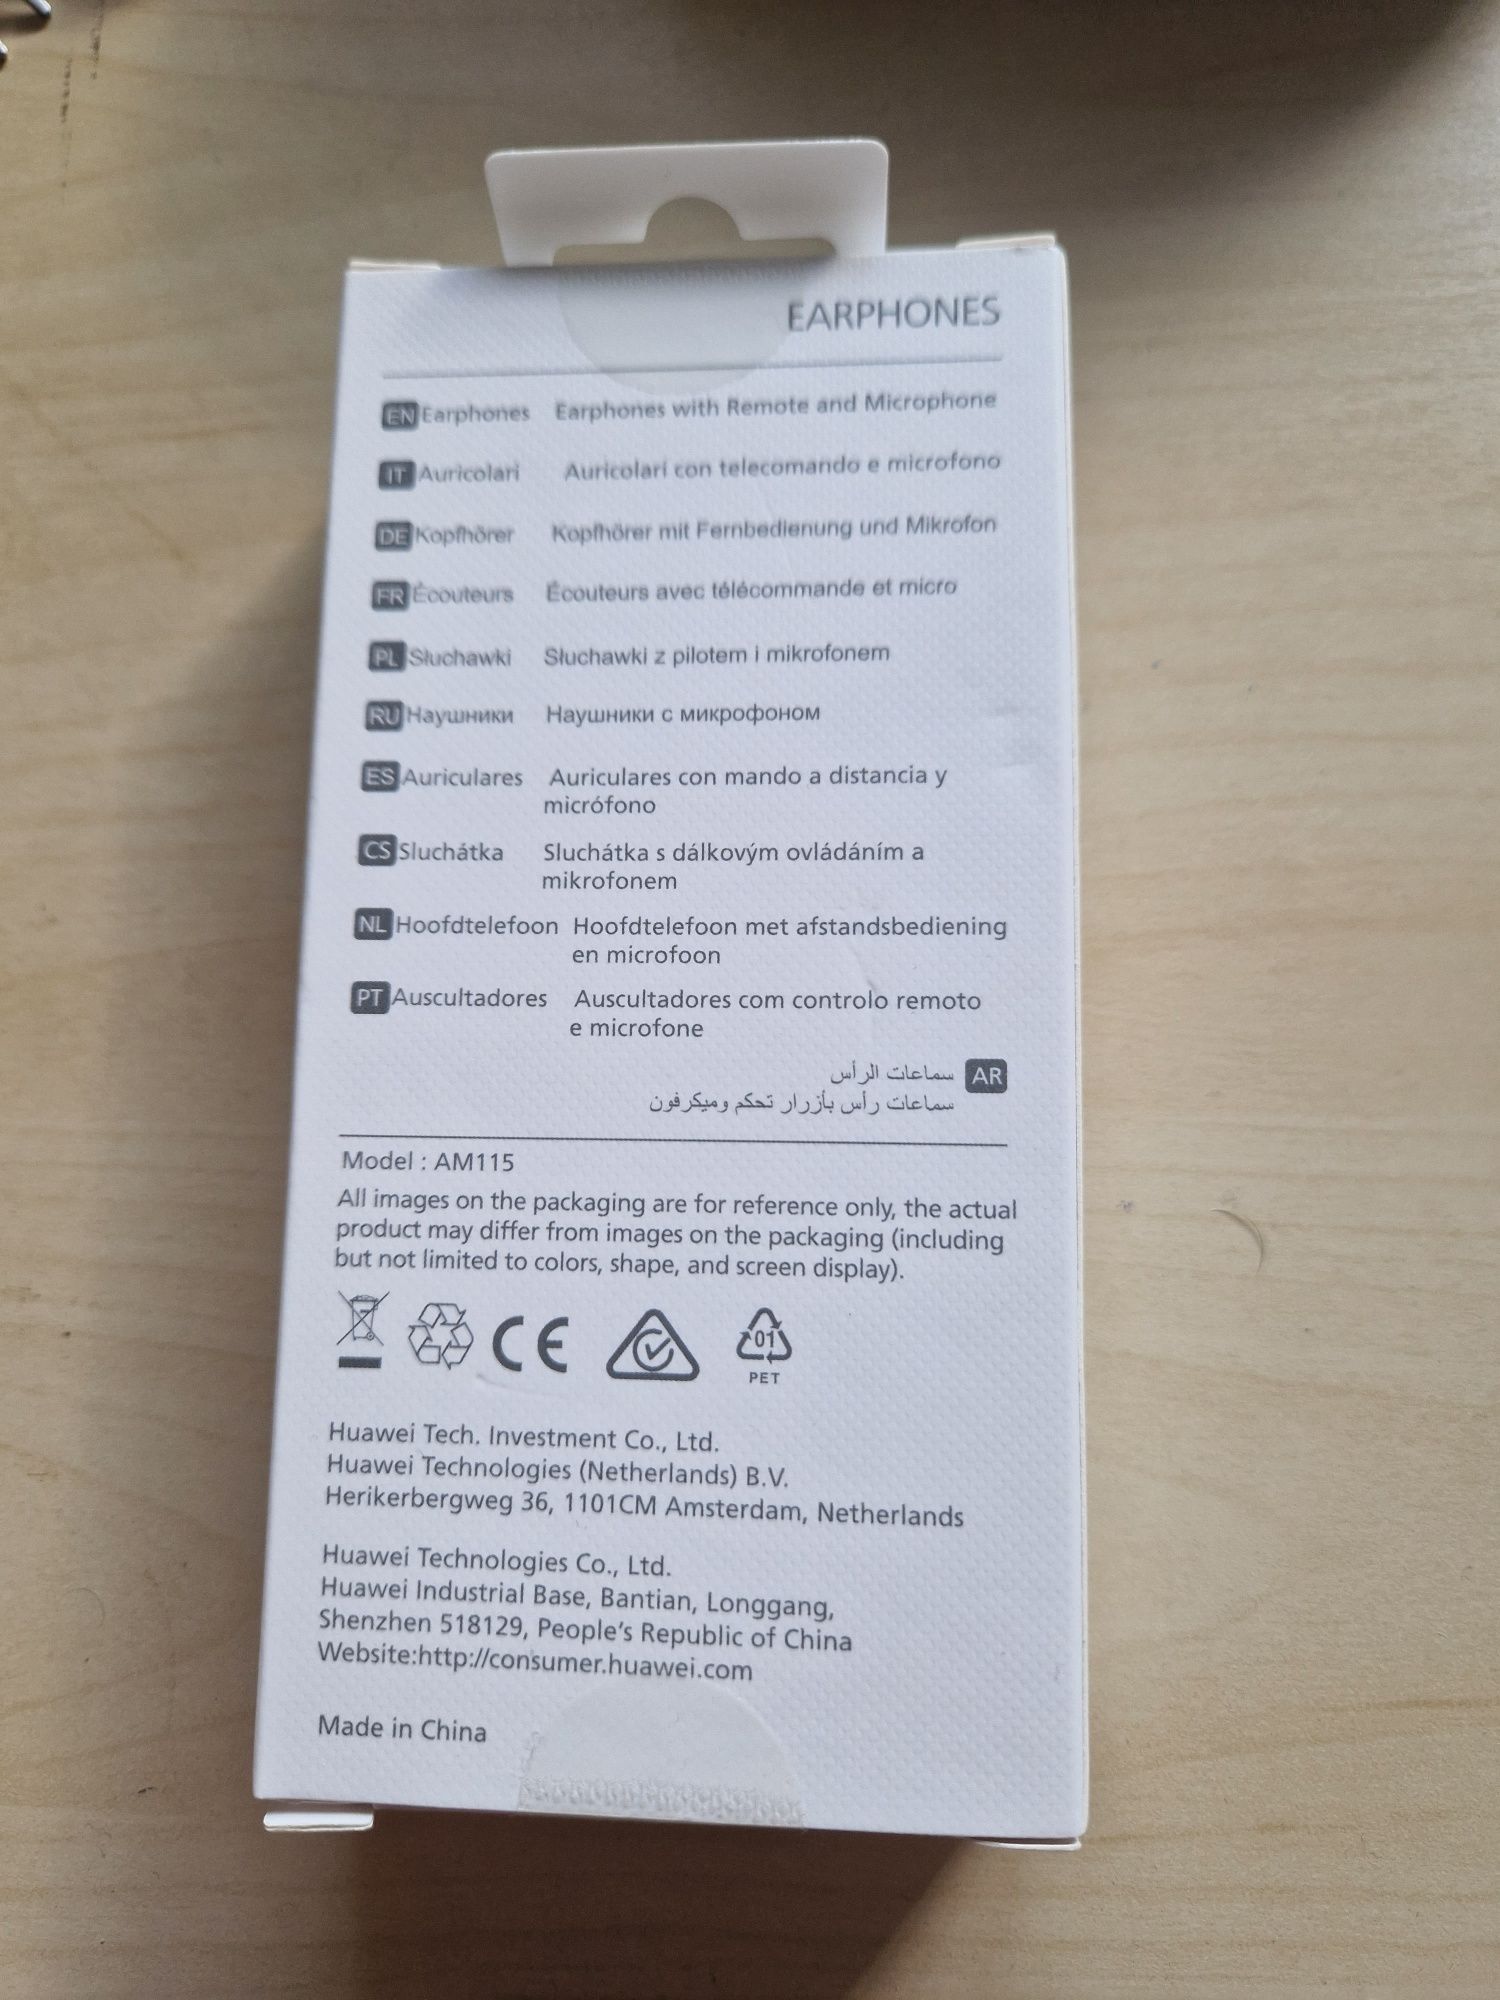 EARPHONES
EN Earphones Earphones with Remote and Microphone
IT Auricolari Auricolari con telecomando e microfono
DE Kopfhörer Kopfhörer mit Fernbedienung und Mikrofon
FR Écouteurs Écouteurs avec télécommande et micro
PL Słuchawki Słuchawki z pilotem i mikrofonem
RU Наушники Наушники с микрофоном
ES Auriculares Auriculares con mando a distancia y
micrófono
CS Sluchátka Sluchátka s dálkovým ovládáním a
mikrofonem
NL Hoofdtelefoon Hoofdtelefoon met afstandsbediening
en microfoon
PT Auscultadores Auscultadores com controlo remoto
e microfone
AR سماعات الرأس
سماعات رأس بأزرار تحكم وميكرفون
Model : AM115
All images on the packaging are for reference only, the actual
product may differ from images on the packaging (including
but not limited to colors, shape, and screen display).
CE 01
PET
Huawei Tech. Investment Co., Ltd.
Huawei Technologies (Netherlands) B.V.
Herikerbergweg 36, 1101CM Amsterdam, Netherlands
Huawei Technologies Co., Ltd.
Huawei Industrial Base, Bantian, Longgang,
Shenzhen 518129, People's Republic of China
Website:http://consumer.huawei.com
Made in China